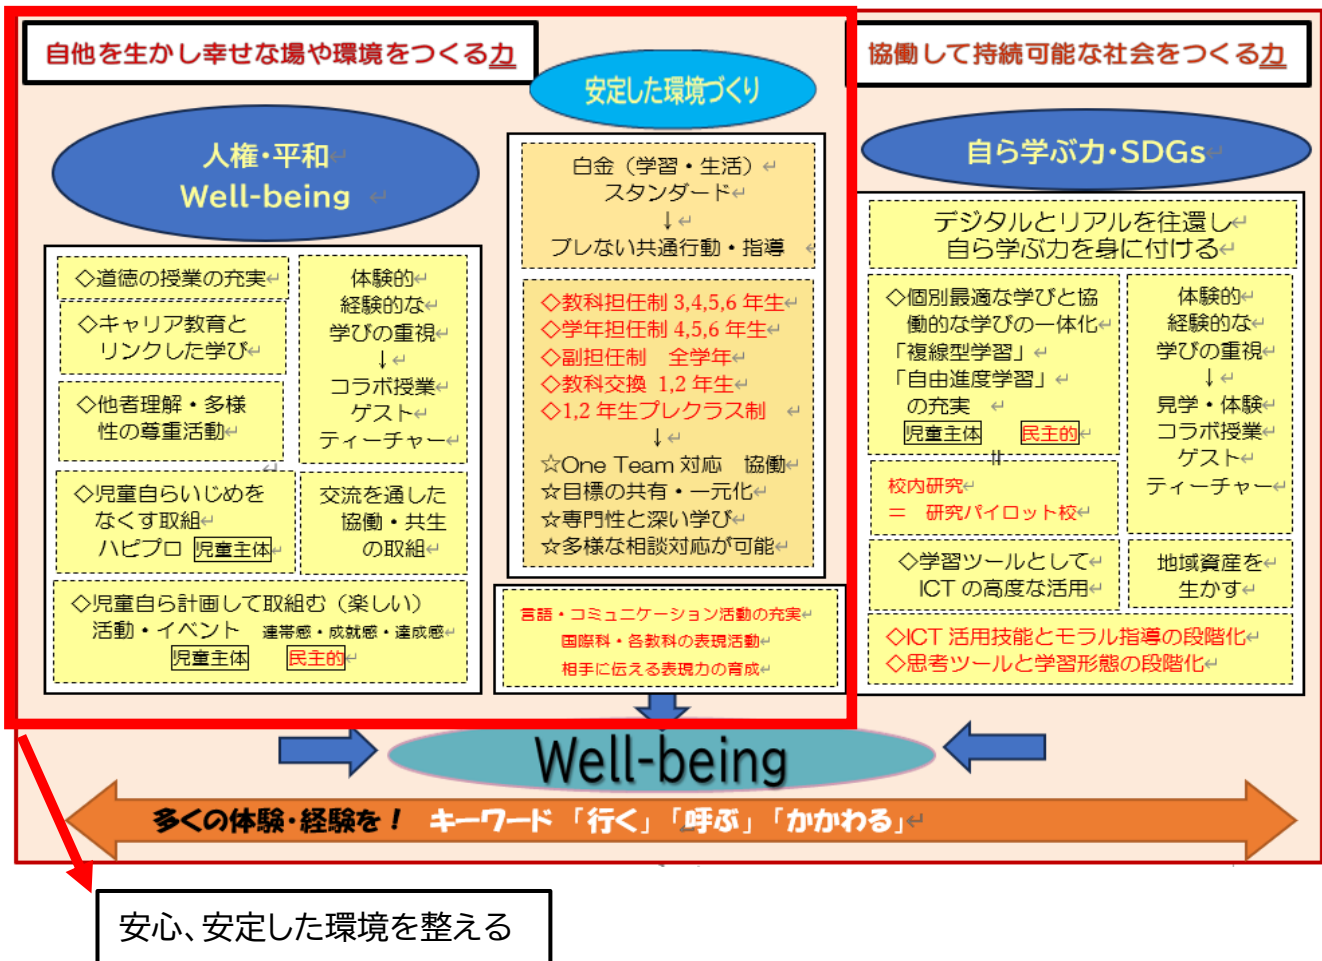 自他を生かし幸せな場や環境をつくる力
人権・平和
Well-being
◇道徳の授業の充実
◇キャリア教育と
リンクした学び
◇他者理解・多様
性の尊重活動
◇児童自らいじめを
なくす取組
ハピプロ 児童主体
体験的
経験的な
学びの重視
↓
コラボ授業
ゲスト
ティーチャー
交流を通した
協働・共生
の取組
◇児童自ら計画して取組む（楽しい）
活動・イベント 連帯感・成就感・達成感
児童主体 民主的
安定した環境づくり
白金（学習・生活）
スタンダード
↓
ブレない共通行動・指導
◇教科担任制 3,4,5,6 年生
◇学年担任制 4,5,6 年生
◇副担任制　全学年
◇教科交換 1,2 年生
◇1,2 年生プレクラス制
↓
☆One Team 対応　協働
☆目標の共有・一元化
☆専門性と深い学び
☆多様な相談対応が可能
言語・コミュニケーション活動の充実
国際科・各教科の表現活動
相手に伝える表現力の育成
協働して持続可能な社会をつくる力
自ら学ぶ力・SDGs
デジタルとリアルを往還し
自ら学ぶ力を身に付ける
◇個別最適な学びと協
働的な学びの一体化
「複線型学習」
「自由進度学習」
の充実
児童主体 民主的
＝
校内研究
＝　研究パイロット校
◇学習ツールとして
ICT の高度な活用
体験的
経験的な
学びの重視
↓
見学・体験
コラボ授業
ゲスト
ティーチャー
地域資産を
生かす
◇ICT 活用技能とモラル指導の段階化
◇思考ツールと学習形態の段階化
Well-being
多くの体験・経験を！　キーワード「行く」「呼ぶ」「かかわる」
安心、安定した環境を整える